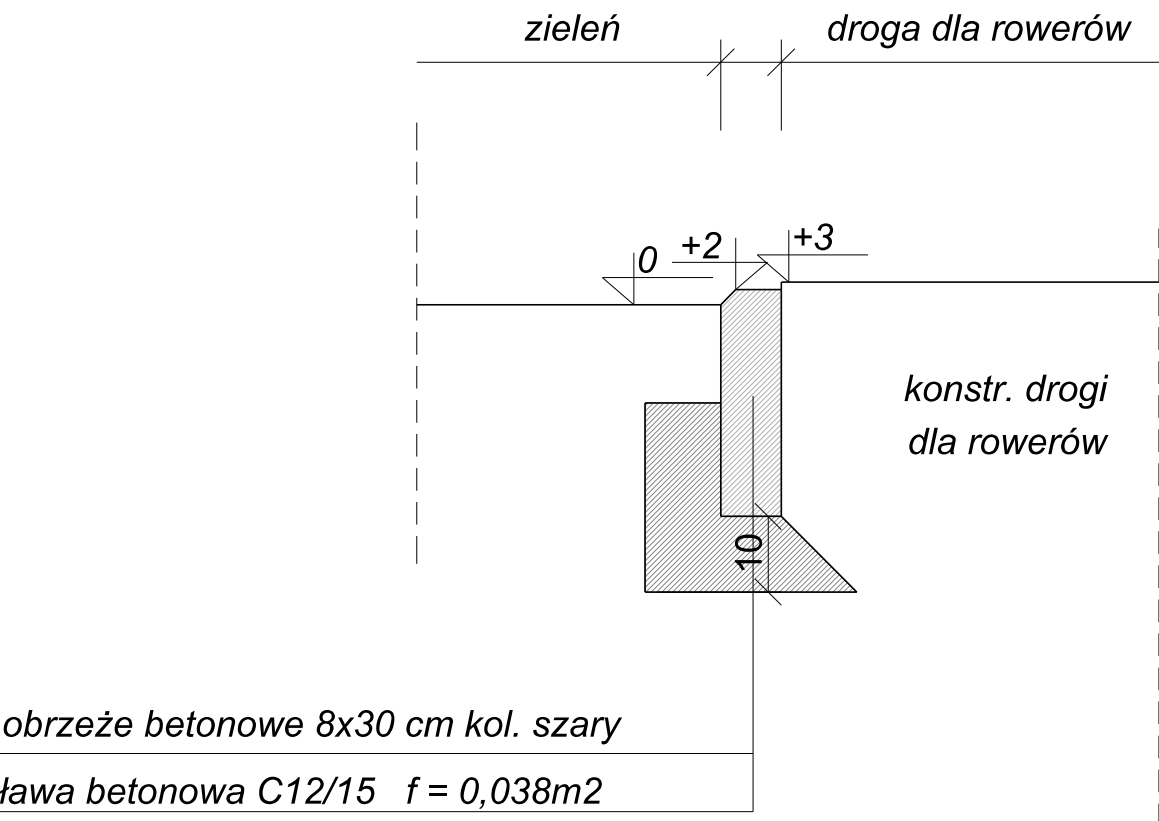 zieleń
droga dla rowerów
0
+2
+3
konstr. drogi
dla rowerów
10
obrzeże betonowe 8x30 cm kol. szary
ława betonowa C12/15 f = 0,038m2